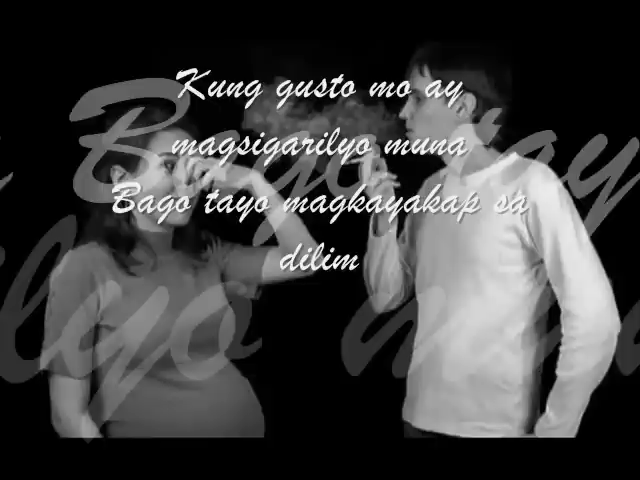 Kung gusto mo ay
magsigarilyo muna
Bago tayo magkayakap sa
dilim